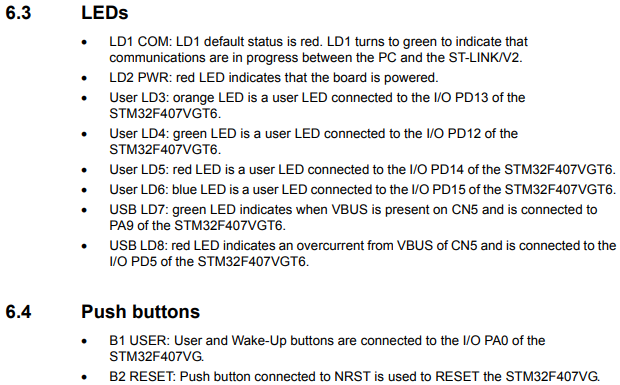 6.3 LEDs
• LD1 COM: LD1 default status is red. LD1 turns to green to indicate that
communications are in progress between the PC and the ST-LINK/V2.
• LD2 PWR: red LED indicates that the board is powered.
• User LD3: orange LED is a user LED connected to the I/O PD13 of the
STM32F407VGT6.
• User LD4: green LED is a user LED connected to the I/O PD12 of the
STM32F407VGT6.
• User LD5: red LED is a user LED connected to the I/O PD14 of the STM32F407VGT6.
• User LD6: blue LED is a user LED connected to the I/O PD15 of the STM32F407VGT6.
• USB LD7: green LED indicates when VBUS is present on CN5 and is connected to
PA9 of the STM32F407VGT6.
• USB LD8: red LED indicates an overcurrent from VBUS of CN5 and is connected to the
I/O PD5 of the STM32F407VGT6.
6.4 Push buttons
• B1 USER: User and Wake-Up buttons are connected to the I/O PA0 of the
STM32F407VG.
• B2 RESET: Push button connected to NRST is used to RESET the STM32F407VG.